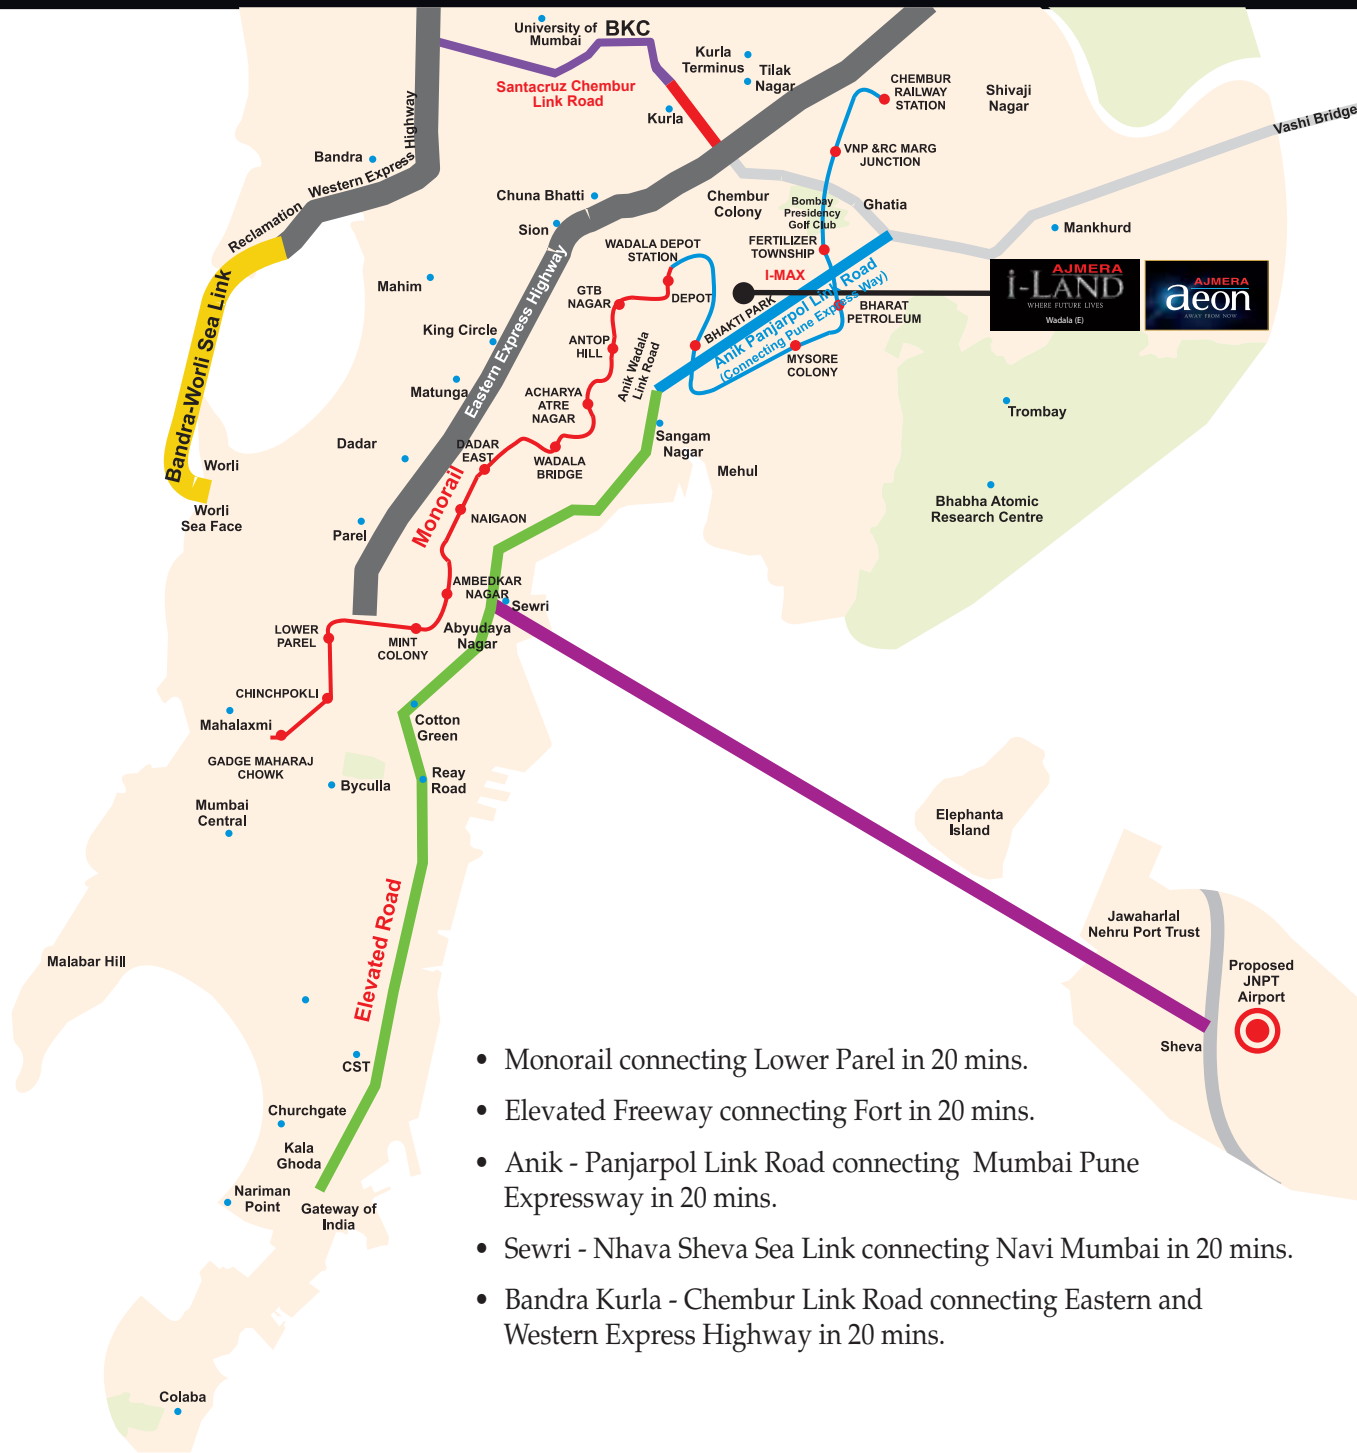 University of
Mumbai
BKC
Kurla
Terminus
Tilak
Nagar
CHEMBUR
RAILWAY
STATION
Shivaji
Nagar
Santacruz Chembur
Link Road
Kurla
Vashi Bridge
Western Express Highway
Bandra
VNP &RC MARG
JUNCTION
Chuna Bhatti
Chembur
Colony
Bombay
Presidency
Golf Club
Ghatia
Reclamation
Sion
Mankhurd
WADALA DEPOT
STATION
FERTILIZER
TOWNSHIP
I-MAX
AJMERA
i-LAND
WHERE FUTURE LIVES
Wadala (E)
AJMERA
aeon
AWAY FROM NOW
Mahim
GTB
NAGAR
DEPOT
BHAKTI PARK
Anik Panjarpol Link Road
(Connecting Pune Express Way)
BHARAT
PETROLEUM
Bandra-Worli Sea Link
King Circle
Eastern Express Highway
ANTOP
HILL
Anik Wadala
Link Road
MYSORE
COLONY
Matunga
ACHARYA
ATRE
NAGAR
Trombay
Dadar
DADAR
EAST
WADALA
BRIDGE
Sangam
Nagar
Mehul
Worli
Worli
Sea Face
Monorail
Bhabha Atomic
Research Centre
Parel
NAIGAON
AMBEDKAR
NAGAR
Sewri
LOWER
PAREL
MINT
COLONY
Abyudaya
Nagar
CHINCHPOKLI
Mahalaxmi
Cotton
Green
GADGE MAHARAJ
CHOWK
Byculla
Reay
Road
Mumbai
Central
Elephanta
Island
Elevated Road
Jawaharlal
Nehru Port Trust
Malabar Hill
Proposed
JNPT
Airport
Sheva
CST
Churchgate
Kala
Ghoda
Nariman
Point
Gateway of
India
Colaba
• Monorail connecting Lower Parel in 20 mins.
• Elevated Freeway connecting Fort in 20 mins.
• Anik - Panjarpol Link Road connecting Mumbai Pune
Expressway in 20 mins.
• Sewri - Nhava Sheva Sea Link connecting Navi Mumbai in 20 mins.
• Bandra Kurla - Chembur Link Road connecting Eastern and
Western Express Highway in 20 mins.